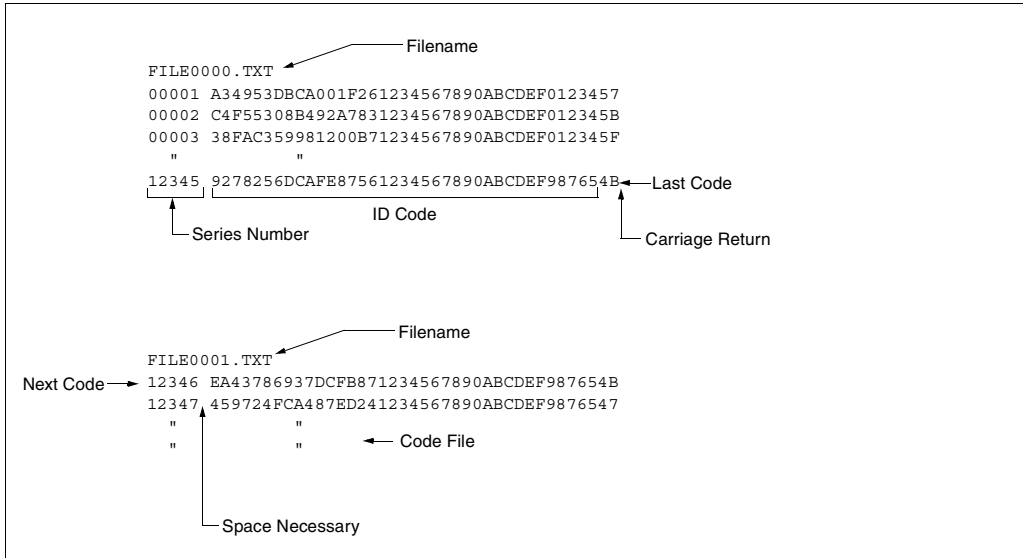 Filename
FILE0000.TXT
00001 A34953DBCA001F261234567890ABCDEF0123457
00002 C4F55308B492A7831234567890ABCDEF012345B
00003 38FAC359981200B71234567890ABCDEF012345F
" "
12345 9278256DCAFE87561234567890ABCDEF987654B
Last Code
ID Code
Series Number
Carriage Return
Filename
FILE0001.TXT
Next Code
12346 EA43786937DCFB871234567890ABCDEF987654B
12347 459724FCA487ED241234567890ABCDEF9876547
" "
" "
Code File
Space Necessary